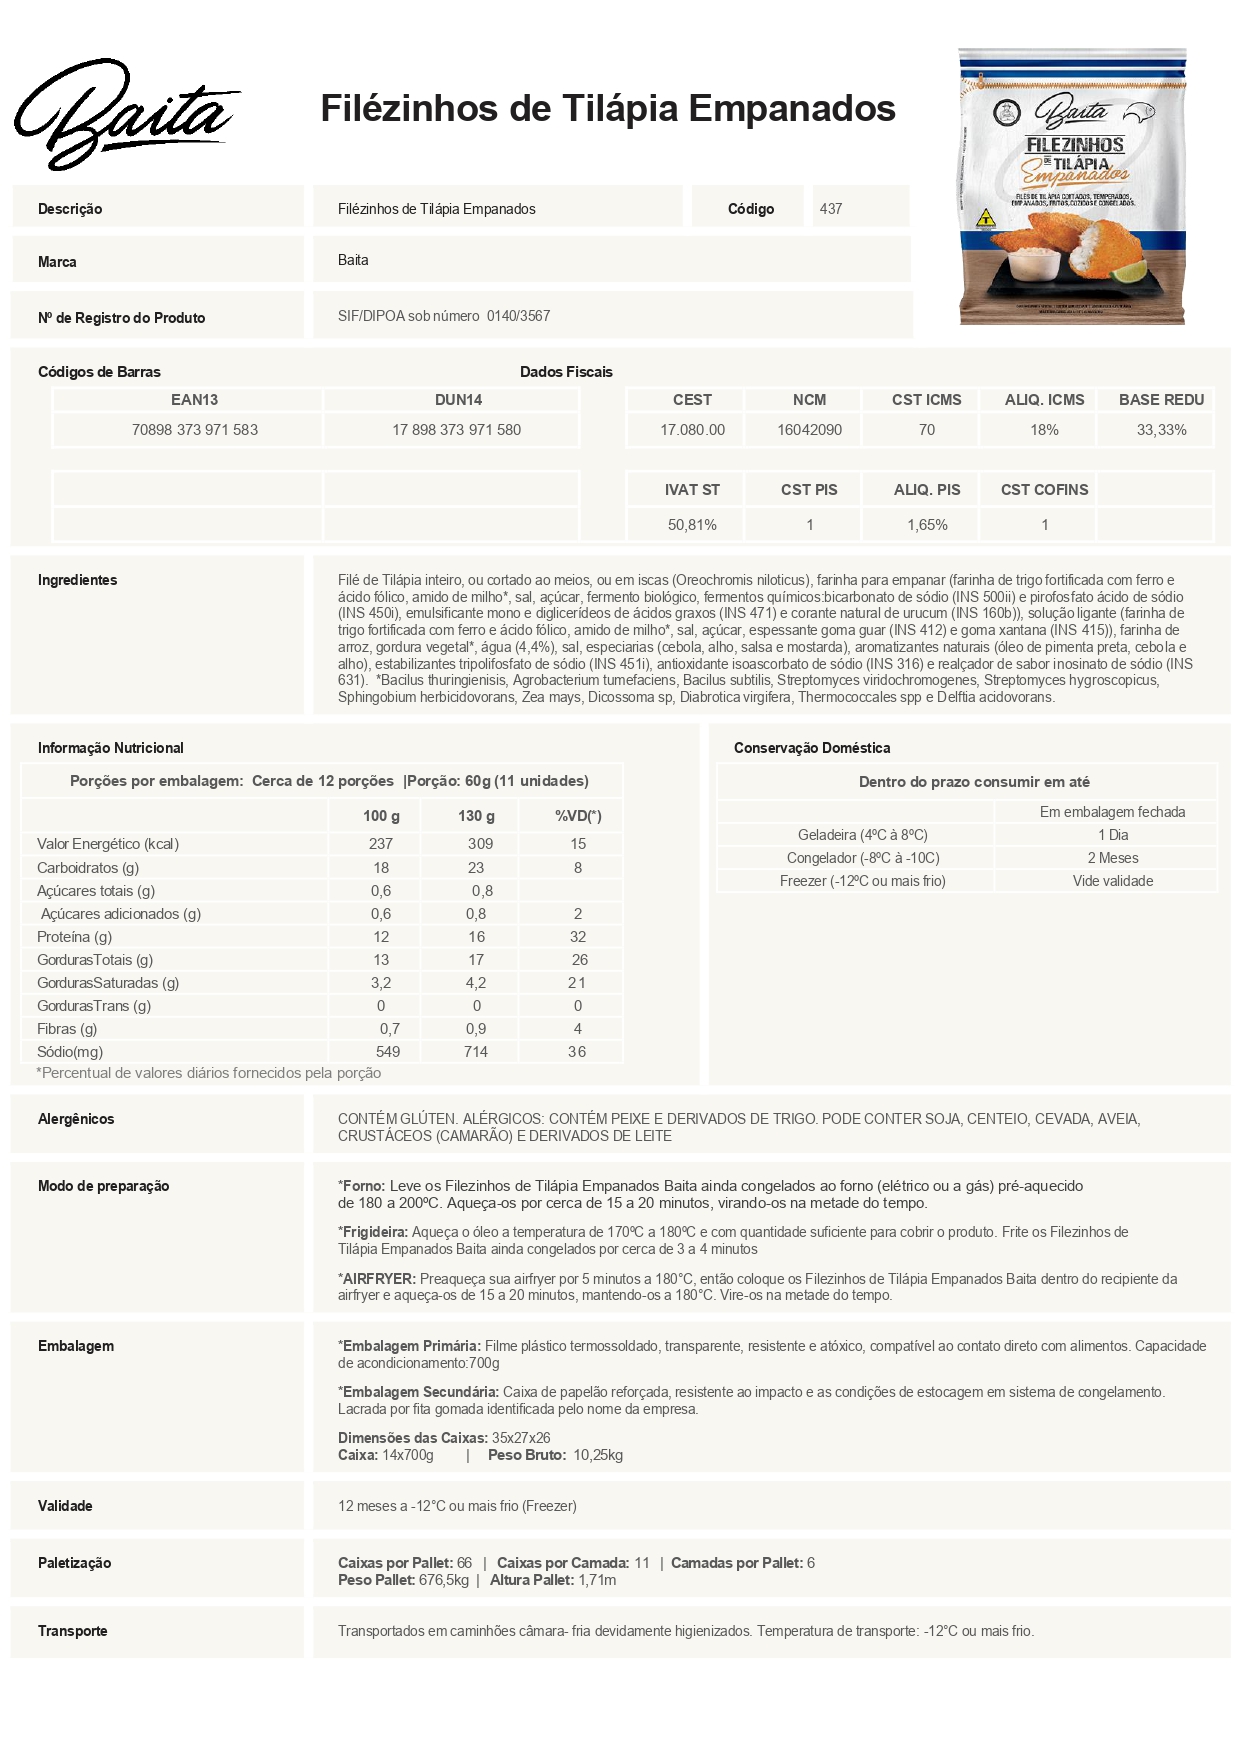 Baita
Filézinhos de Tilápia Empanados
Baita
FILEZINHOS
DE TILÁPIA
Empanados
FILÉS DE TILÁPIA CORTADOS, TEMPERADOS,
EMPANADOS, FRITOS, COZIDOS E CONGELADOS.
T
Descrição Filézinhos de Tilápia Empanados Código 437
Marca Baita
Nº de Registro do Produto SIF/DIPOA sob número 0140/3567
Códigos de Barras Dados Fiscais
EAN13 DUN14 CEST NCM CST ICMS ALIQ. ICMS BASE REDU
70898 373 971 583 17 898 373 971 580 17.080.00 16042090 70 18% 33,33%
IVAT ST CST PIS ALIQ. PIS CST COFINS
50,81% 1 1,65% 1
Ingredientes
Filé de Tilápia inteiro, ou cortado ao meios, ou em iscas (Oreochromis niloticus), farinha para empanar (farinha de trigo fortificada com ferro e
ácido fólico, amido de milho*, sal, açúcar, fermento biológico, fermentos químicos:bicarbonato de sódio (INS 500ii) e pirofosfato ácido de sódio
(INS 450i), emulsificante mono e diglicerídeos de ácidos graxos (INS 471) e corante natural de urucum (INS 160b)), solução ligante (farinha de
trigo fortificada com ferro e ácido fólico, amido de milho*, sal, açúcar, espessante goma guar (INS 412) e goma xantana (INS 415)), farinha de
arroz, gordura vegetal*, água (4,4%), sal, especiarias (cebola, alho, salsa e mostarda), aromatizantes naturais (óleo de pimenta preta, cebola e
alho), estabilizantes tripolifosfato de sódio (INS 451i), antioxidante isoascorbato de sódio (INS 316) e realçador de sabor inosinato de sódio (INS
631). *Bacilus thuringienisis, Agrobacterium tumefaciens, Bacilus subtilis, Streptomyces viridochromogenes, Streptomyces hygroscopicus,
Sphingobium herbicidovorans, Zea mays, Dicossoma sp, Diabrotica virgifera, Thermococcales spp e Delftia acidovorans.
Informação Nutricional
Porções por embalagem: Cerca de 12 porções |Porção: 60g (11 unidades)
100 g 130 g %VD(*)
Valor Energético (kcal) 237 309 15
Carboidratos (g) 18 23 8
Açúcares totais (g) 0,6 0,8
Açúcares adicionados (g) 0,6 0,8 2
Proteína (g) 12 16 32
GordurasTotais (g) 13 17 26
GordurasSaturadas (g) 3,2 4,2 21
GordurasTrans (g) 0 0 0
Fibras (g) 0,7 0,9 4
Sódio(mg) 549 714 36
*Percentual de valores diários fornecidos pela porção
Conservação Doméstica
Dentro do prazo consumir em até
Em embalagem fechada
Geladeira (4ºC à 8ºC) 1 Dia
Congelador (-8ºC à -10C) 2 Meses
Freezer (-12ºC ou mais frio) Vide validade
Alergênicos
CONTÉM GLÚTEN. ALÉRGICOS: CONTÉM PEIXE E DERIVADOS DE TRIGO. PODE CONTER SOJA, CENTEIO, CEVADA, AVEIA,
CRUSTÁCEOS (CAMARÃO) E DERIVADOS DE LEITE
Modo de preparação
*Forno: Leve os Filezinhos de Tilápia Empanados Baita ainda congelados ao forno (elétrico ou a gás) pré-aquecido
de 180 a 200ºC. Aqueça-os por cerca de 15 a 20 minutos, virando-os na metade do tempo.
*Frigideira: Aqueça o óleo a temperatura de 170ºC a 180ºC e com quantidade suficiente para cobrir o produto. Frite os Filezinhos de
Tilápia Empanados Baita ainda congelados por cerca de 3 a 4 minutos
*AIRFRYER: Preaqueça sua airfryer por 5 minutos a 180°C, então coloque os Filezinhos de Tilápia Empanados Baita dentro do recipiente da
airfryer e aqueça-os de 15 a 20 minutos, mantendo-os a 180°C. Vire-os na metade do tempo.
Embalagem
*Embalagem Primária: Filme plástico termossoldado, transparente, resistente e atóxico, compatível ao contato direto com alimentos. Capacidade
de acondicionamento:700g
*Embalagem Secundária: Caixa de papelão reforçada, resistente ao impacto e as condições de estocagem em sistema de congelamento.
Lacrada por fita gomada identificada pelo nome da empresa.
Dimensões das Caixas: 35x27x26
Caixa: 14x700g | Peso Bruto: 10,25kg
Validade 12 meses a -12°C ou mais frio (Freezer)
Paletização
Caixas por Pallet: 66 | Caixas por Camada: 11 | Camadas por Pallet: 6
Peso Pallet: 676,5kg | Altura Pallet: 1,71m
Transporte Transportados em caminhões câmara- fria devidamente higienizados. Temperatura de transporte: -12°C ou mais frio.